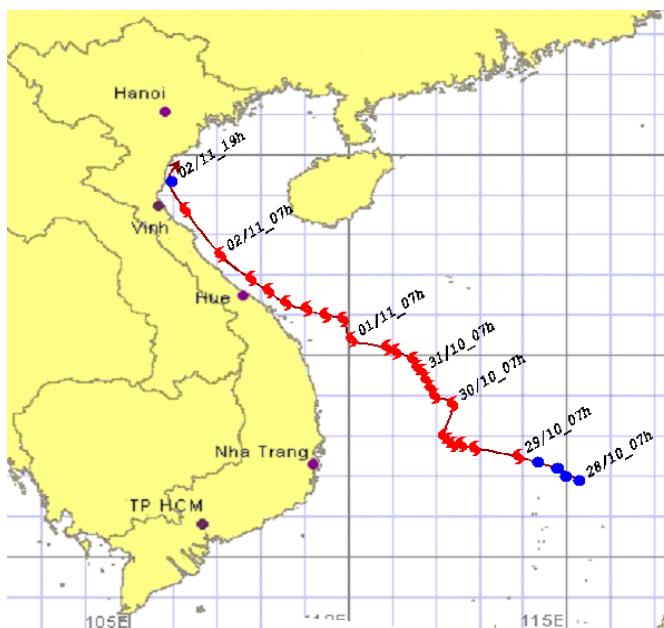 Hanoi
02/11_19h
Vinh
02/11_07h
Hue
01/11_07h
31/10_07h
30/10_07h
29/10_07h
28/10_07h
Nha Trang
TP HCM
105E
115E